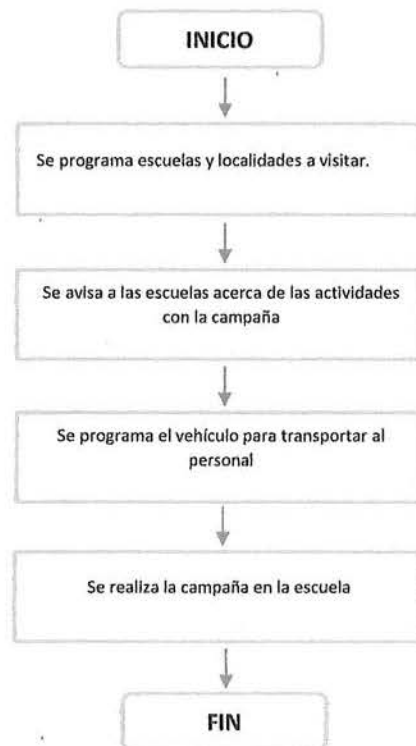 INICIO
Se programa escuelas y localidades a visitar.
Se avisa a las escuelas acerca de las actividades
con la campaña
Se programa el vehículo para transportar al
personal
Se realiza la campaña en la escuela
FIN